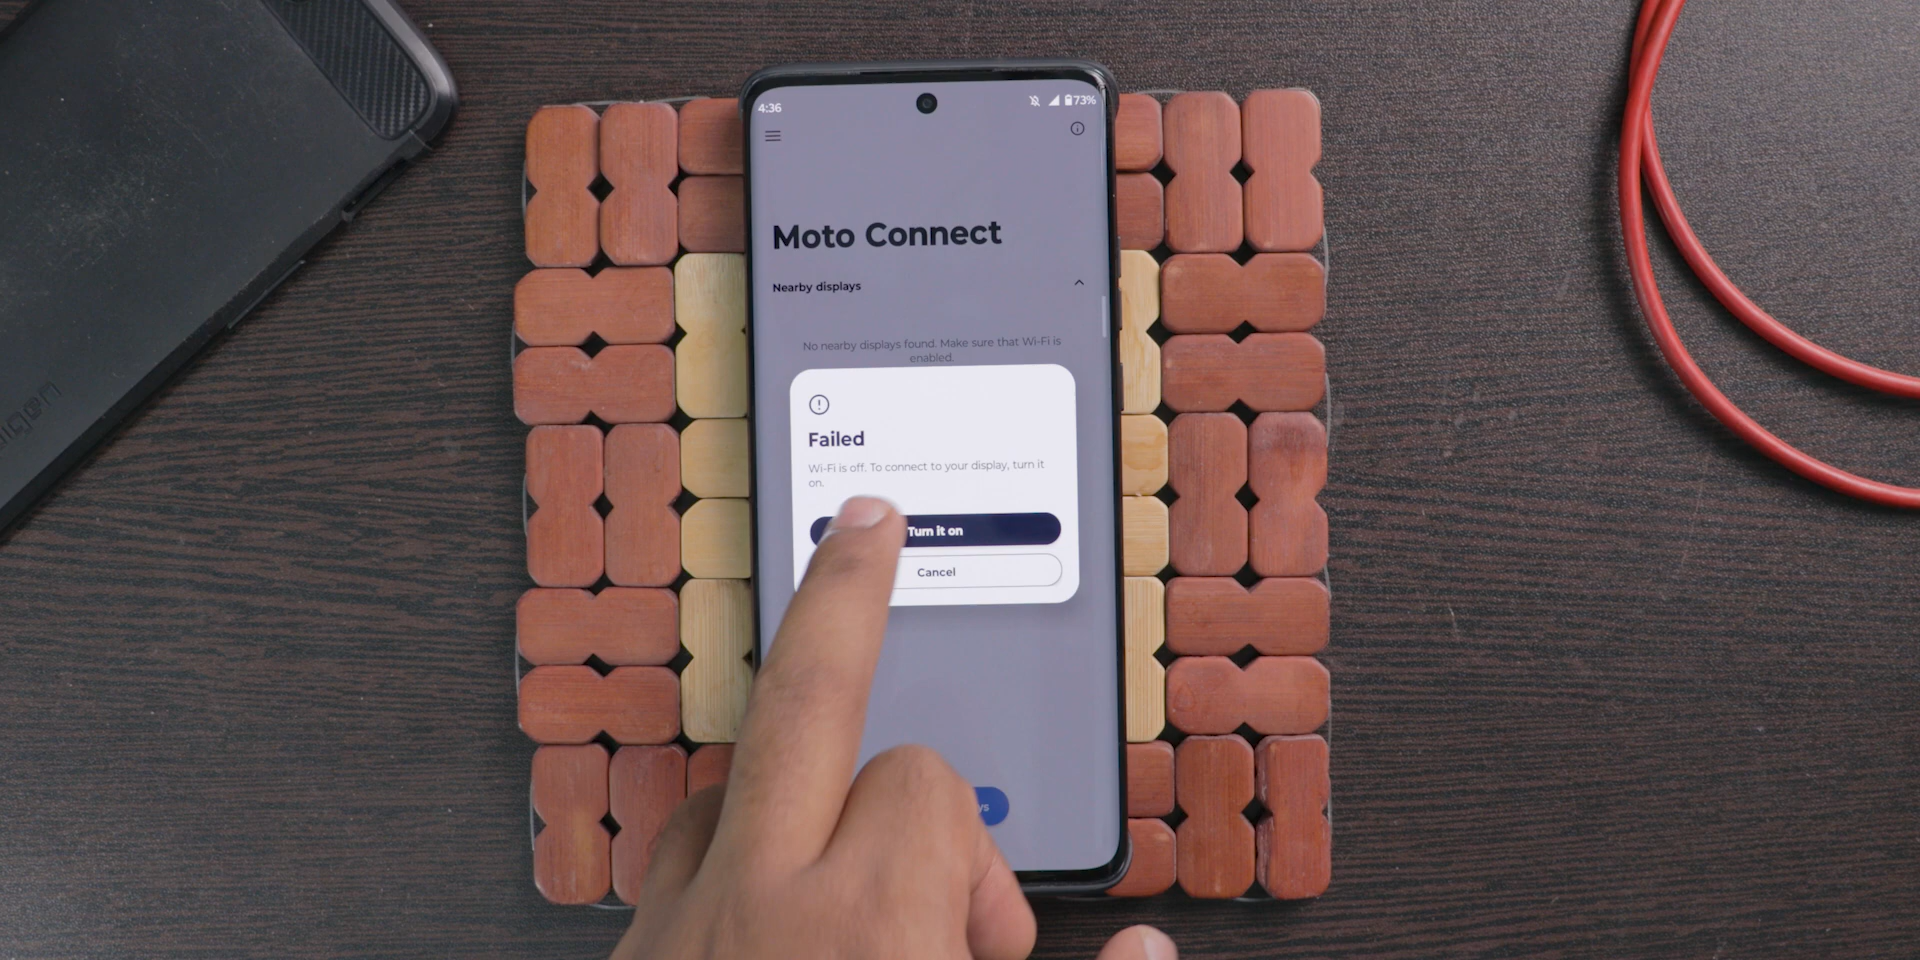 4:36
73%
Moto Connect
Nearby displays
No nearby displays found. Make sure that Wi-Fi is
enabled.
Failed
Wi-Fi is off. To connect to your display, turn it
on.
Turn it on
Cancel